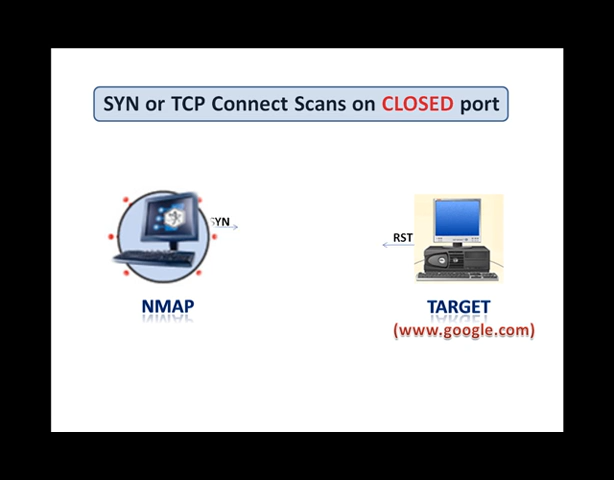 SYN or TCP Connect Scans on CLOSED port
SYN
RST
NMAP
TARGET
(www.google.com)